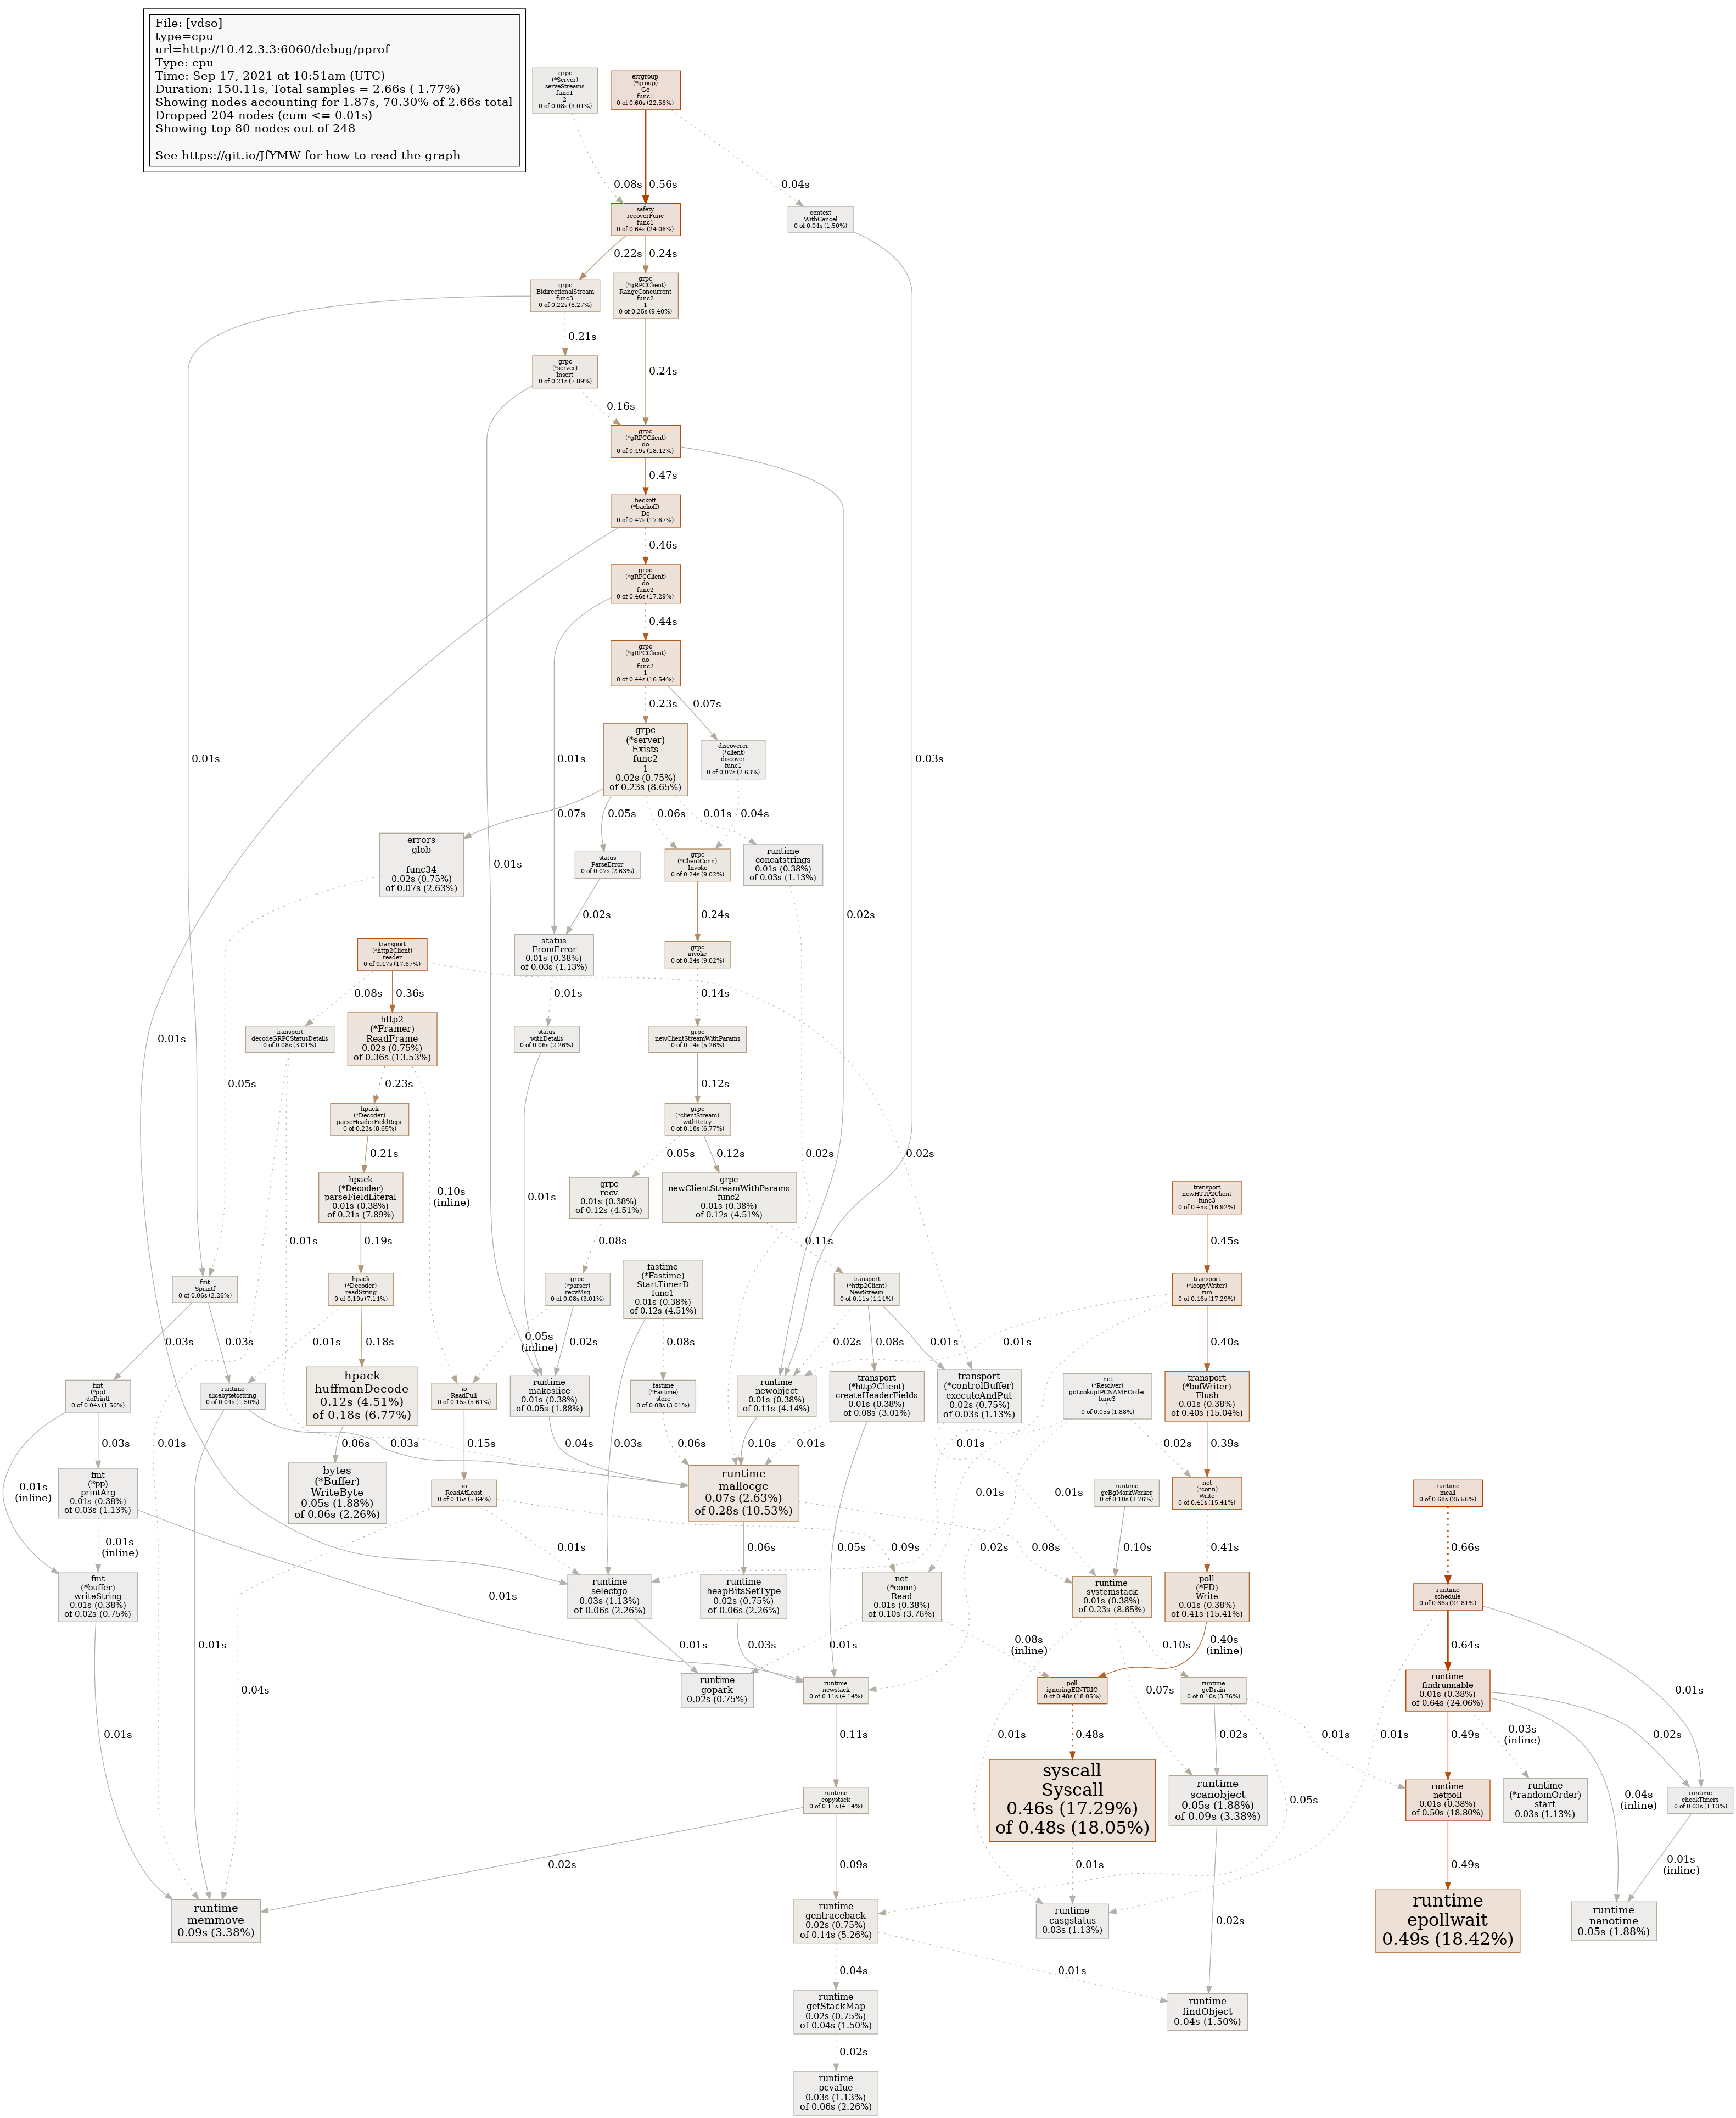 File: [vdso]
type=cpu
url=http://10.42.3.3:6060/debug/pprof
Type: cpu
Time: Sep 17, 2021 at 10:51am (UTC)
Duration: 150.11s, Total samples = 2.66s ( 1.77%)
Showing nodes accounting for 1.87s, 70.30% of 2.66s total
Dropped 204 nodes (cum <= 0.01s)
Showing top 80 nodes out of 248
See https://git.io/JfYMW for how to read the graph
grpc
(*Server)
serveStreams
func1
2
0 of 0.08s (3.01%)
errgroup
(*group)
Go
func1
0 of 0.60s (22.56%)
0.08s
0.56s
0.04s
safety
recoverFunc
func1
0 of 0.64s (24.06%)
context
WithCancel
0 of 0.04s (1.50%)
0.22s
0.24s
grpc
BidirectionalStream
func3
0 of 0.22s (8.27%)
grpc
(*gRPCClient)
RangeConcurrent
func2
1
0 of 0.25s (9.40%)
0.21s
grpc
(*server)
Insert
0 of 0.21s (7.89%)
0.24s
0.16s
grpc
(*gRPCClient)
do
0 of 0.49s (18.42%)
0.47s
backoff
(*backoff)
Do
0 of 0.47s (17.67%)
0.46s
grpc
(*gRPCClient)
do
func2
0 of 0.46s (17.29%)
0.44s
grpc
(*gRPCClient)
do
func2
1
0 of 0.44s (16.54%)
0.23s
0.07s
grpc
(*server)
Exists
func2
1
0.02s (0.75%)
of 0.23s (8.65%)
discoverer
(*client)
discover
func1
0 of 0.07s (2.63%)
0.01s
0.01s
0.03s
0.07s
0.05s
0.06s
0.01s
0.04s
errors
glob
func34
0.02s (0.75%)
of 0.07s (2.63%)
status
ParseError
0 of 0.07s (2.63%)
grpc
(*ClientConn)
Invoke
0 of 0.24s (9.02%)
runtime
concatstrings
0.01s (0.38%)
of 0.03s (1.13%)
0.01s
0.02s
0.02s
0.24s
transport
(*http2Client)
reader
0 of 0.47s (17.67%)
status
FromError
0.01s (0.38%)
of 0.03s (1.13%)
grpc
invoke
0 of 0.24s (9.02%)
0.08s
0.36s
0.01s
0.14s
0.01s
transport
decodeGRPCStatusDetails
0 of 0.08s (3.01%)
http2
(*Framer)
ReadFrame
0.02s (0.75%)
of 0.36s (13.53%)
status
withDetails
0 of 0.06s (2.26%)
grpc
newClientStreamWithParams
0 of 0.14s (5.26%)
0.05s
0.23s
0.12s
hpack
(*Decoder)
parseHeaderFieldRepr
0 of 0.23s (8.65%)
grpc
(*clientStream)
withRetry
0 of 0.18s (6.77%)
0.21s
0.05s
0.12s
0.02s
0.02s
hpack
(*Decoder)
parseFieldLiteral
0.01s (0.38%)
of 0.21s (7.89%)
0.10s
(inline)
0.01s
grpc
recv
0.01s (0.38%)
of 0.12s (4.51%)
grpc
newClientStreamWithParams
func2
0.01s (0.38%)
of 0.12s (4.51%)
transport
newHTTP2Client
func3
0 of 0.45s (16.92%)
0.01s
0.19s
0.08s
0.11s
0.45s
fmt
Sprintf
0 of 0.06s (2.26%)
hpack
(*Decoder)
readString
0 of 0.19s (7.14%)
grpc
(*parser)
recvMsg
0 of 0.08s (3.01%)
fastime
(*Fastime)
StartTimerD
func1
0.01s (0.38%)
of 0.12s (4.51%)
transport
(*http2Client)
NewStream
0 of 0.11s (4.14%)
transport
(*loopyWriter)
run
0 of 0.46s (17.29%)
0.03s
0.03s
0.01s
0.18s
0.05s
(inline)
0.02s
0.08s
0.02s
0.08s
0.01s
0.01s
0.40s
fmt
(*pp)
doPrintf
0 of 0.04s (1.50%)
runtime
slicebytetostring
0 of 0.04s (1.50%)
hpack
huffmanDecode
0.12s (4.51%)
of 0.18s (6.77%)
io
ReadFull
0 of 0.15s (5.64%)
runtime
makeslice
0.01s (0.38%)
of 0.05s (1.88%)
fastime
(*Fastime)
store
0 of 0.08s (3.01%)
runtime
newobject
0.01s (0.38%)
of 0.11s (4.14%)
transport
(*http2Client)
createHeaderFields
0.01s (0.38%)
of 0.08s (3.01%)
transport
(*controlBuffer)
executeAndPut
0.02s (0.75%)
of 0.03s (1.13%)
net
(*Resolver)
goLookupIPCNAMEOrder
func3
1
0 of 0.05s (1.88%)
transport
(*bufWriter)
Flush
0.01s (0.38%)
of 0.40s (15.04%)
0.03s
0.01s
0.06s
0.03s
0.15s
0.04s
0.03s
0.06s
0.10s
0.01s
0.01s
0.02s
0.39s
0.01s
(inline)
fmt
(*pp)
printArg
0.01s (0.38%)
of 0.03s (1.13%)
bytes
(*Buffer)
WriteByte
0.05s (1.88%)
of 0.06s (2.26%)
io
ReadAtLeast
0 of 0.15s (5.64%)
runtime
mallocgc
0.07s (2.63%)
of 0.28s (10.53%)
0.01s
0.01s
runtime
gcBgMarkWorker
0 of 0.10s (3.76%)
net
(*conn)
Write
0 of 0.41s (15.41%)
runtime
mcall
0 of 0.68s (25.56%)
0.01s
(inline)
0.01s
0.09s
0.06s
0.05s
0.02s
0.08s
0.10s
0.41s
0.66s
fmt
(*buffer)
writeString
0.01s (0.38%)
of 0.02s (0.75%)
0.01s
runtime
selectgo
0.03s (1.13%)
of 0.06s (2.26%)
runtime
heapBitsSetType
0.02s (0.75%)
of 0.06s (2.26%)
net
(*conn)
Read
0.01s (0.38%)
of 0.10s (3.76%)
runtime
systemstack
0.01s (0.38%)
of 0.23s (8.65%)
poll
(*FD)
Write
0.01s (0.38%)
of 0.41s (15.41%)
runtime
schedule
0 of 0.66s (24.81%)
0.01s
0.01s
0.03s
0.01s
0.08s
(inline)
0.10s
0.40s
(inline)
0.64s
runtime
gopark
0.02s (0.75%)
runtime
newstack
0 of 0.11s (4.14%)
poll
ignoringEINTRIO
0 of 0.48s (18.05%)
0.07s
runtime
gcDrain
0 of 0.10s (3.76%)
runtime
findrunnable
0.01s (0.38%)
of 0.64s (24.06%)
0.01s
0.04s
0.01s
0.11s
0.01s
0.48s
0.02s
0.01s
0.01s
0.49s
0.03s
(inline)
0.02s
runtime
copystack
0 of 0.11s (4.14%)
syscall
Syscall
0.46s (17.29%)
of 0.48s (18.05%)
runtime
scanobject
0.05s (1.88%)
of 0.09s (3.38%)
0.05s
runtime
netpoll
0.01s (0.38%)
of 0.50s (18.80%)
runtime
(*randomOrder)
start
0.03s (1.13%)
0.04s
(inline)
runtime
checkTimers
0 of 0.03s (1.13%)
0.02s
0.09s
0.01s
0.49s
0.01s
(inline)
runtime
memmove
0.09s (3.38%)
runtime
gentraceback
0.02s (0.75%)
of 0.14s (5.26%)
runtime
casgstatus
0.03s (1.13%)
0.02s
runtime
epollwait
0.49s (18.42%)
runtime
nanotime
0.05s (1.88%)
0.04s
0.01s
runtime
getStackMap
0.02s (0.75%)
of 0.04s (1.50%)
runtime
findObject
0.04s (1.50%)
0.02s
runtime
pcvalue
0.03s (1.13%)
of 0.06s (2.26%)